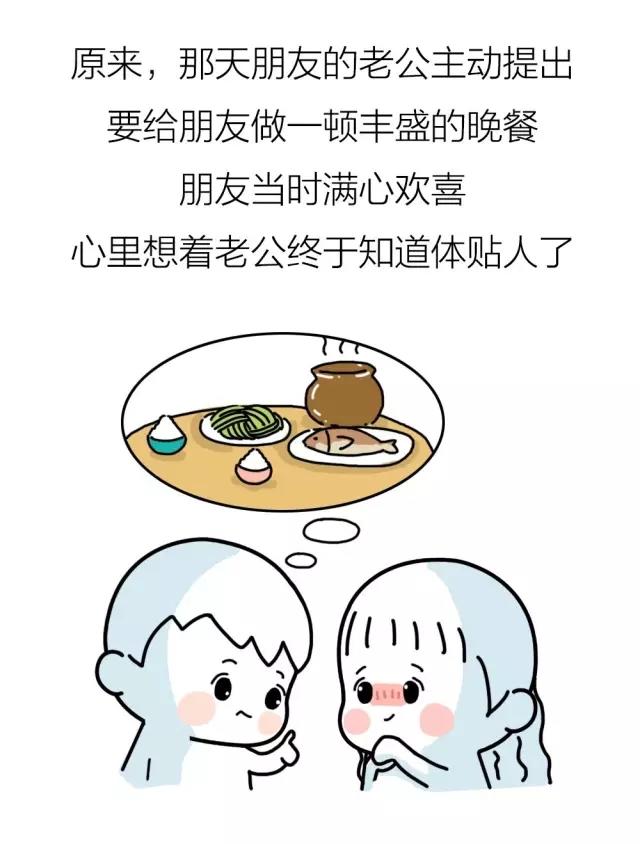 原来，那天朋友的老公主动提出
要给朋友做一顿丰盛的晚餐
朋友当时满心欢喜
心里想着老公终于知道体贴人了